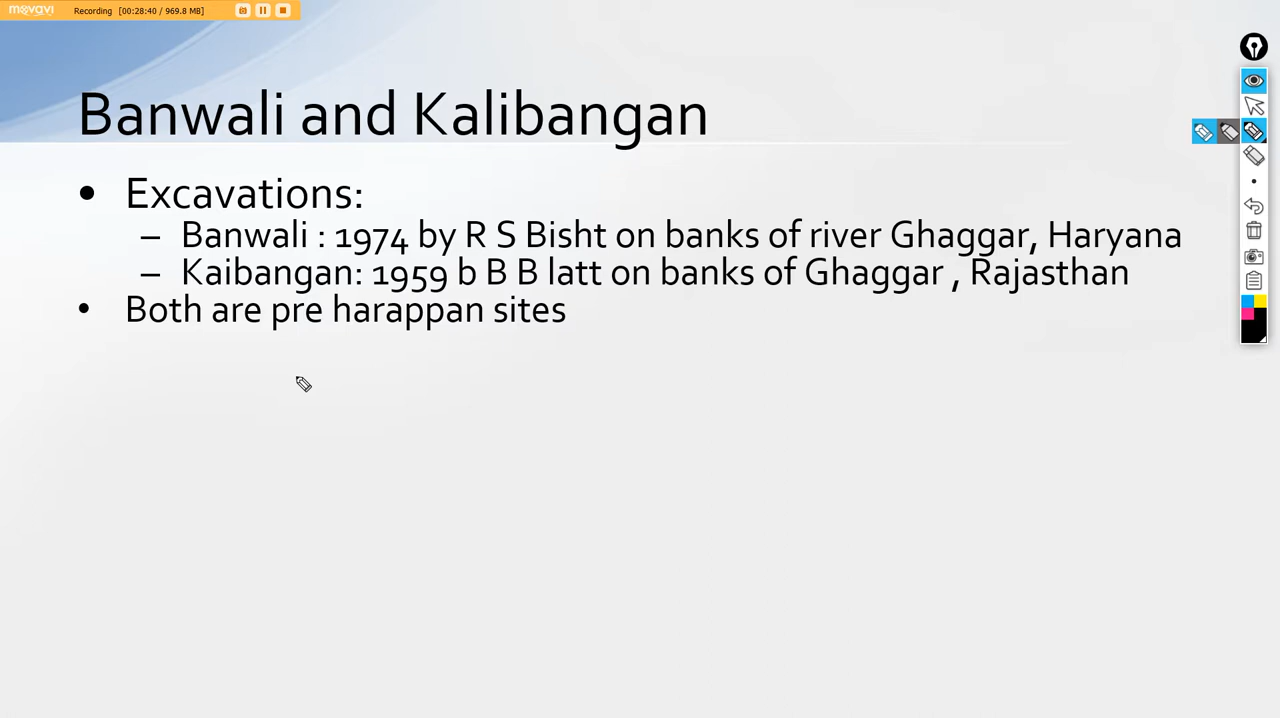 movavi Recording [00:28:40 / 969.8 MB]
Banwali and Kalibangan
• Excavations:
– Banwali : 1974 by R S Bisht on banks of river Ghaggar, Haryana
– Kaibangan: 1959 b B B latt on banks of Ghaggar , Rajasthan
• Both are pre harappan sites